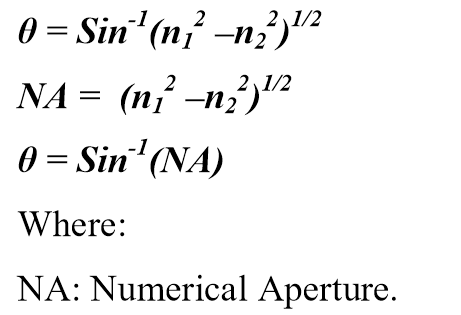 θ = Sin⁻¹(n₁² –n₂²)¹/²
NA = (n₁² –n₂²)¹/²
θ = Sin⁻¹(NA)
Where:
NA: Numerical Aperture.